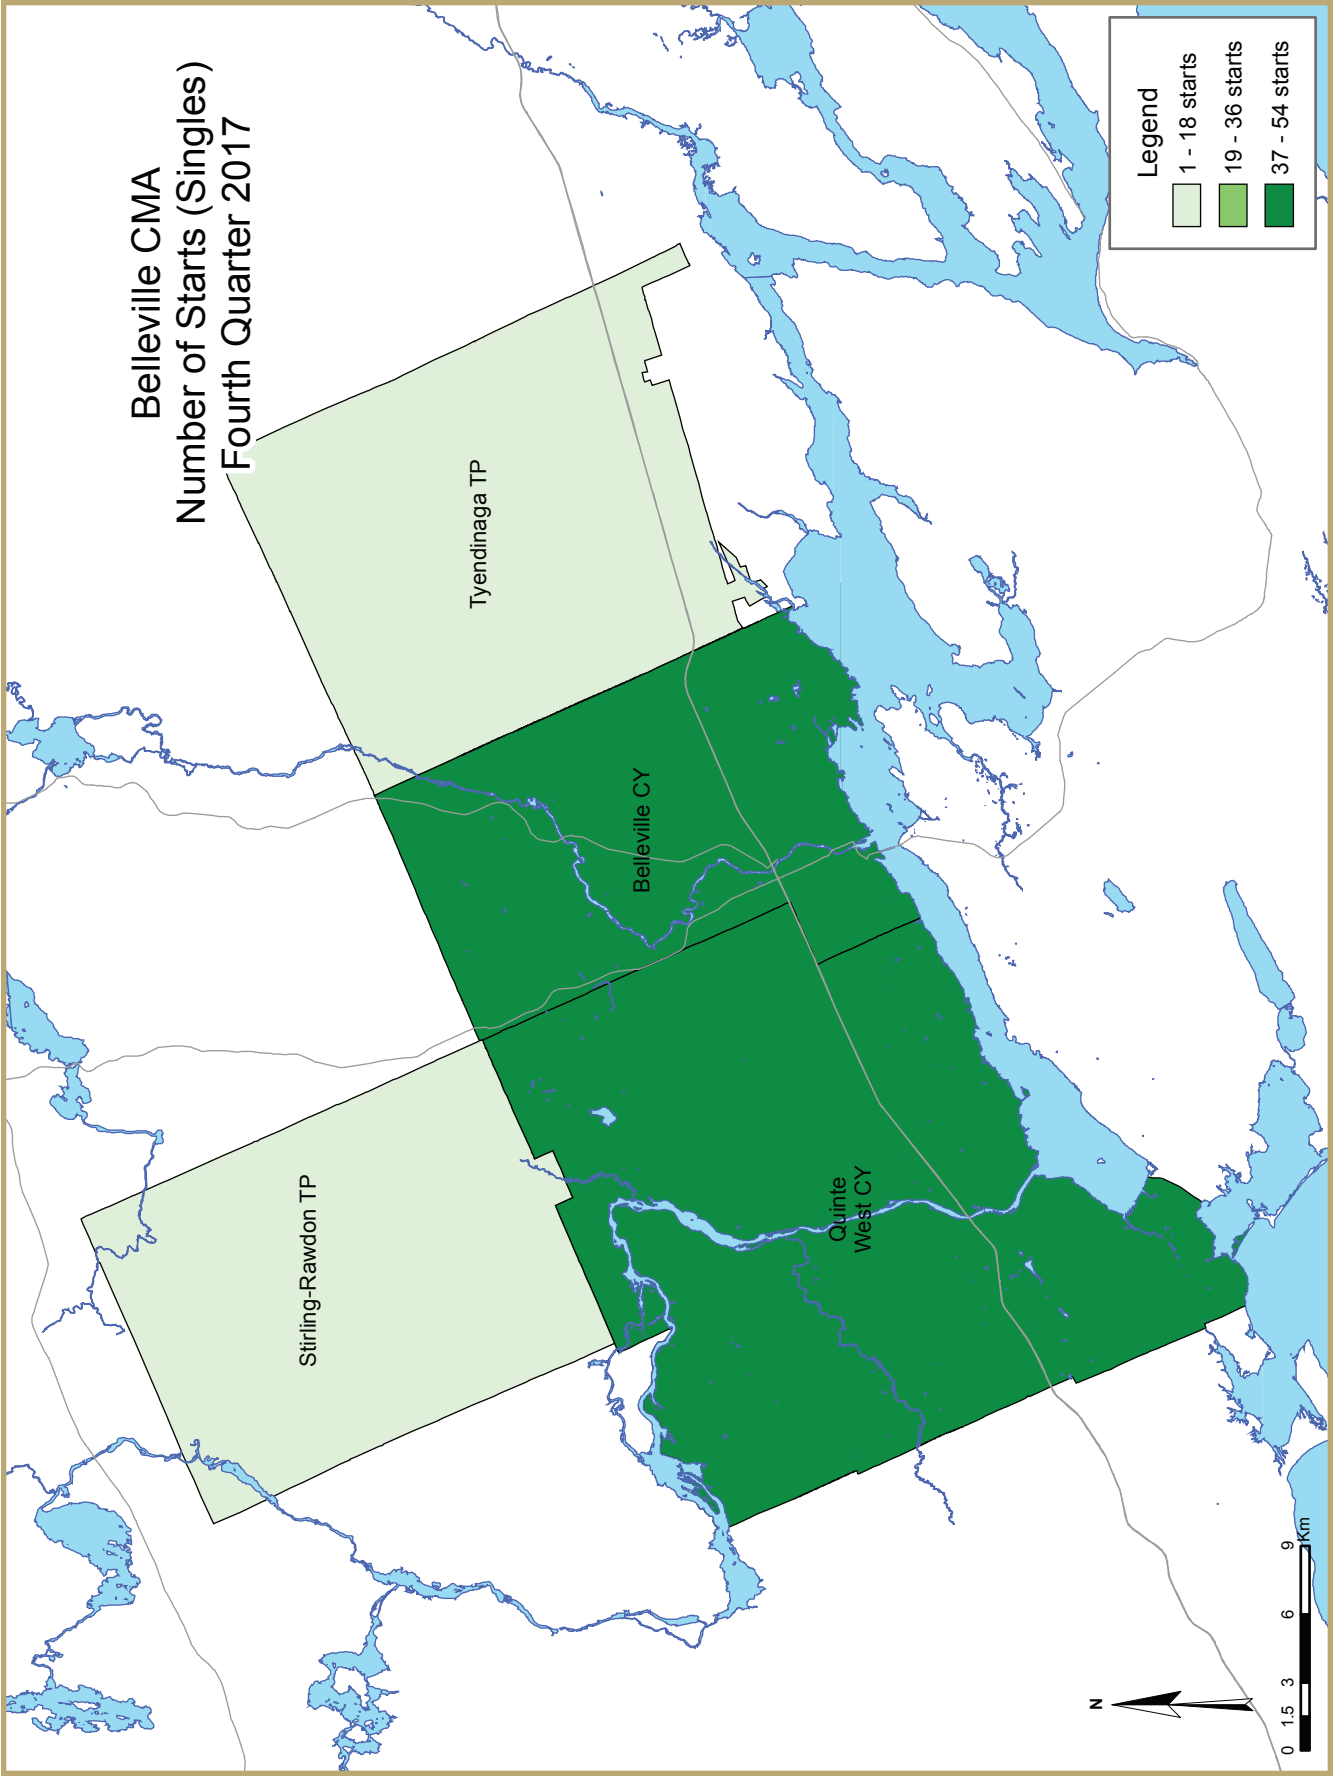 Belleville CMA
Number of Starts (Singles)
Fourth Quarter 2017
Stirling-Rawdon TP
Tyendinaga TP
Belleville CY
Quinte
West CY
N
0 1.5 3 6 9
Km
Legend
1 - 18 starts
19 - 36 starts
37 - 54 starts